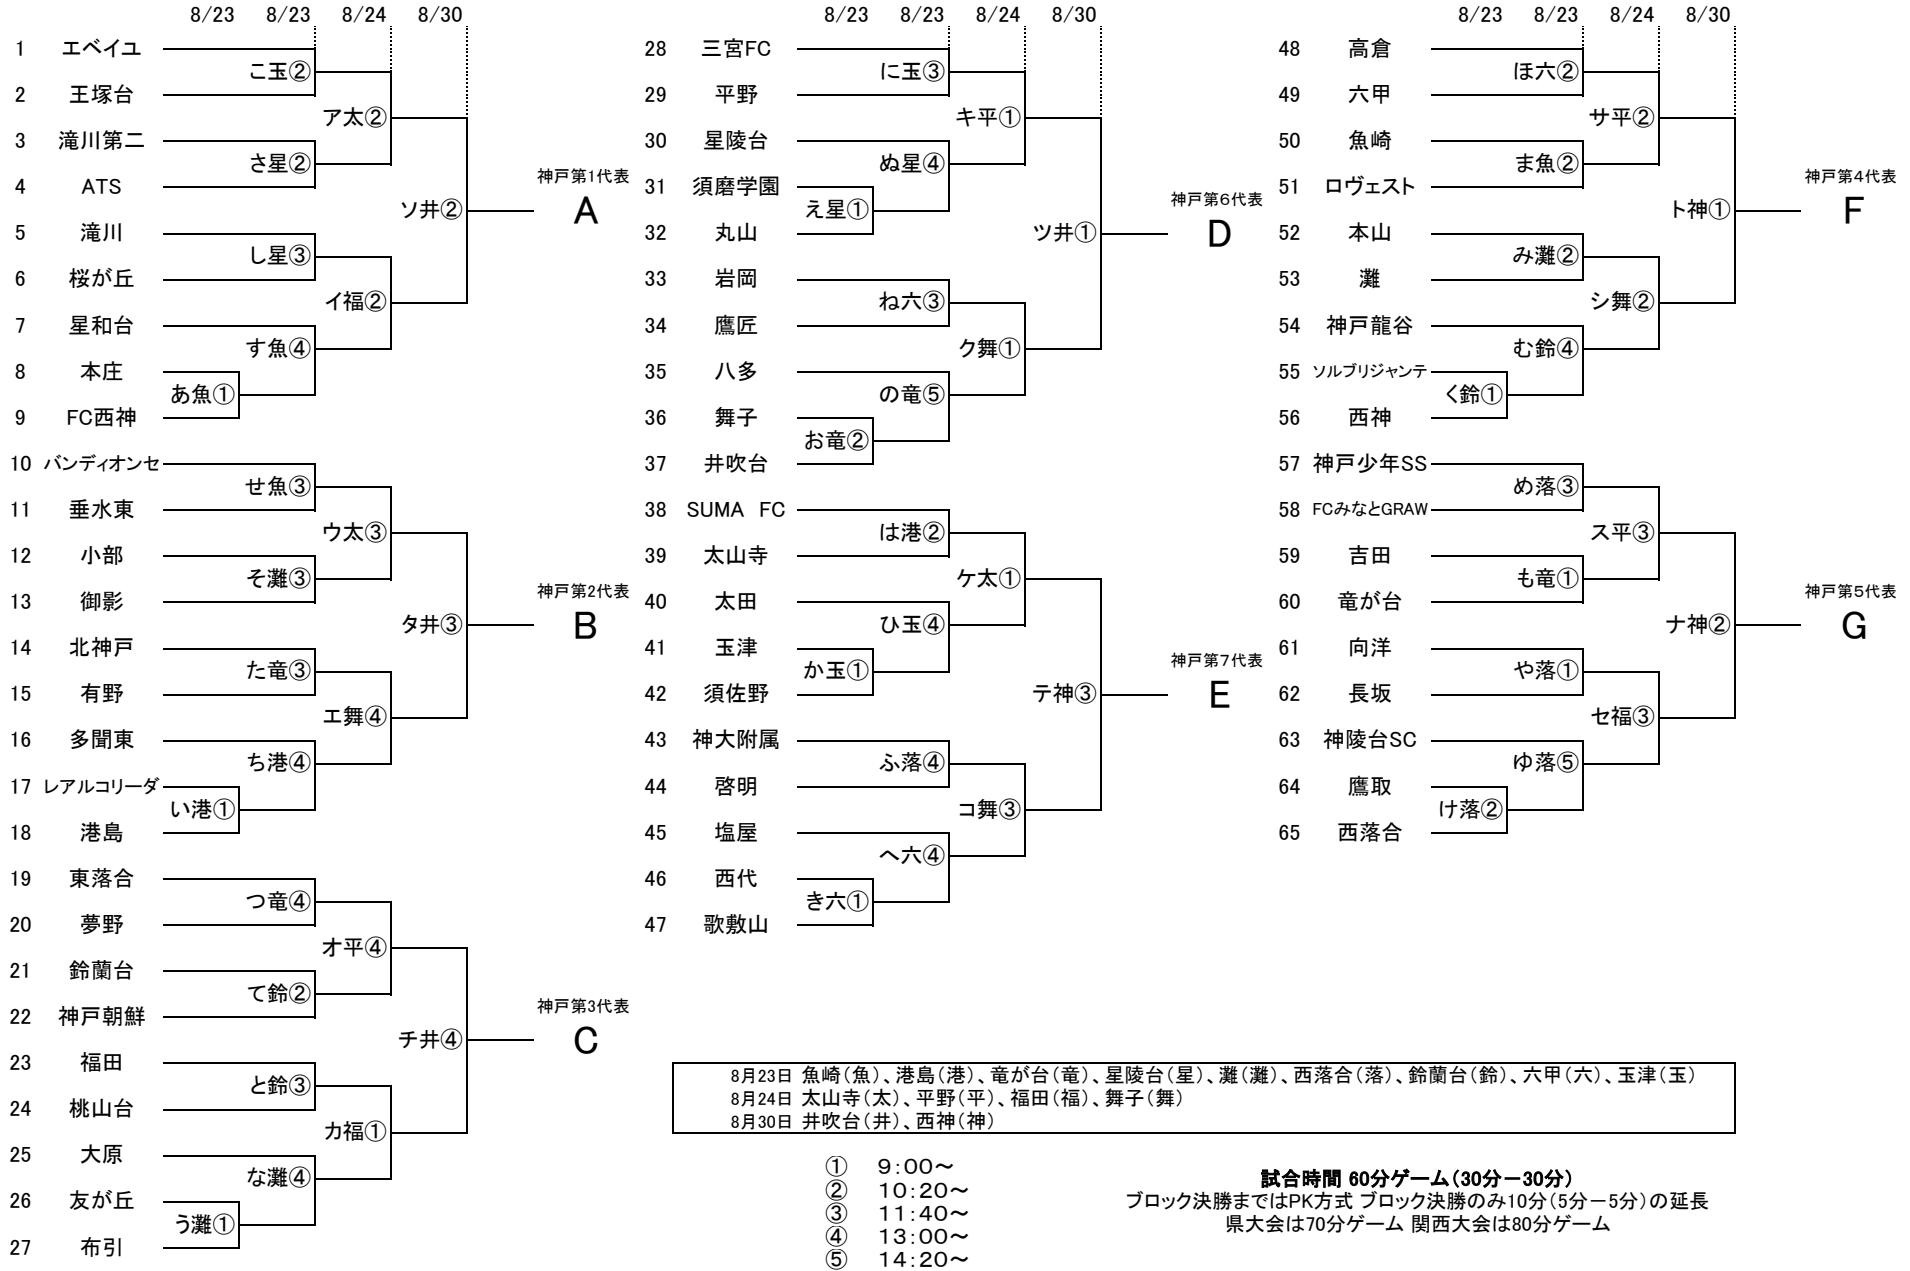 8/23 8/23 8/24 8/30
1 エベイユ
こ玉②
2 王塚台
ア太②
3 滝川第二
さ星②
4 ATS
神戸第1代表
A
ソ井②
5 滝川
し星③
6 桜が丘
イ福②
7 星和台
す魚④
8 本庄
あ魚①
9 FC西神
10 バンディオンセ
せ魚③
11 垂水東
ウ太③
12 小部
そ灘③
13 御影
神戸第2代表
B
タ井③
14 北神戸
た竜③
15 有野
エ舞④
16 多聞東
ち港④
17 レアルコリーダ
い港①
18 港島
19 東落合
つ竜④
20 夢野
オ平④
21 鈴蘭台
て鈴②
22 神戸朝鮮
神戸第3代表
C
チ井④
23 福田
と鈴③
24 桃山台
カ福①
25 大原
な灘④
26 友が丘
う灘①
27 布引
8/23 8/23 8/24 8/30
28 三宮FC
に玉③
29 平野
キ平①
30 星陵台
ぬ星④
31 須磨学園
え星①
32 丸山
神戸第6代表
D
ツ井①
33 岩岡
ね六③
34 鷹匠
ク舞①
35 八多
の竜⑤
36 舞子
お竜②
37 井吹台
38 SUMA FC
は港②
39 太山寺
ケ太①
40 太田
ひ玉④
41 玉津
か玉①
42 須佐野
神戸第7代表
E
テ神③
43 神大附属
ふ落④
44 啓明
コ舞③
45 塩屋
へ六④
46 西代
き六①
47 歌敷山
8/23 8/23 8/24 8/30
48 高倉
ほ六②
49 六甲
サ平②
50 魚崎
ま魚②
51 ロヴェスト
神戸第4代表
F
ト神①
52 本山
み灘②
53 灘
シ舞②
54 神戸龍谷
む鈴④
55 ソルブリジャンテ
く鈴①
56 西神
57 神戸少年SS
め落③
58 FCみなとGRAW
ス平③
59 吉田
も竜①
60 竜が台
神戸第5代表
G
ナ神②
61 向洋
や落①
62 長坂
セ福③
63 神陵台SC
ゆ落⑤
64 鷹取
け落②
65 西落合
8月23日 魚崎(魚)、港島(港)、竜が台(竜)、星陵台(星)、灘(灘)、西落合(落)、鈴蘭台(鈴)、六甲(六)、玉津(玉)
8月24日 太山寺(太)、平野(平)、福田(福)、舞子(舞)
8月30日 井吹台(井)、西神(神)
① 9:00～
② 10:20～
③ 11:40～
④ 13:00～
⑤ 14:20～
試合時間 60分ゲーム(30分－30分)
ブロック決勝まではPK方式 ブロック決勝のみ10分(5分－5分)の延長
県大会は70分ゲーム 関西大会は80分ゲーム